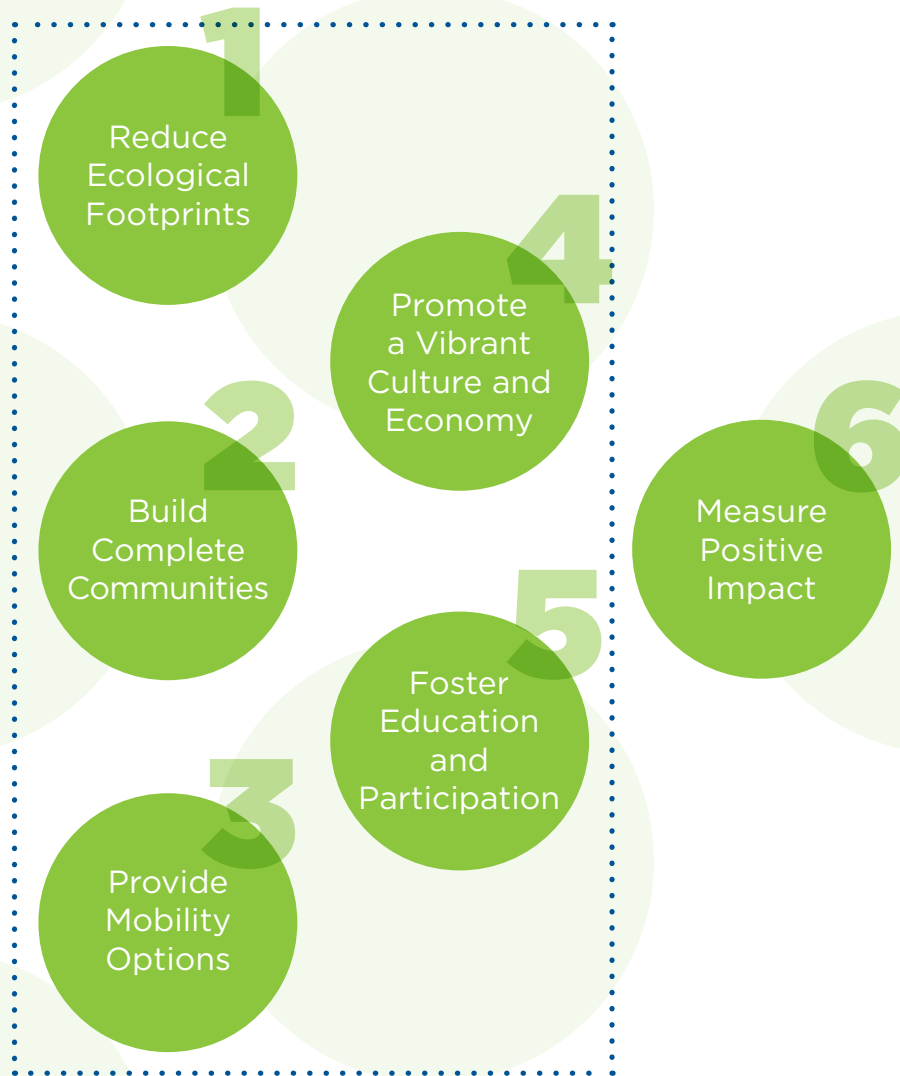 1
Reduce
Ecological
Footprints
2
Build
Complete
Communities
3
Provide
Mobility
Options
4
Promote
a Vibrant
Culture and
Economy
5
Foster
Education
and
Participation
6
Measure
Positive
Impact